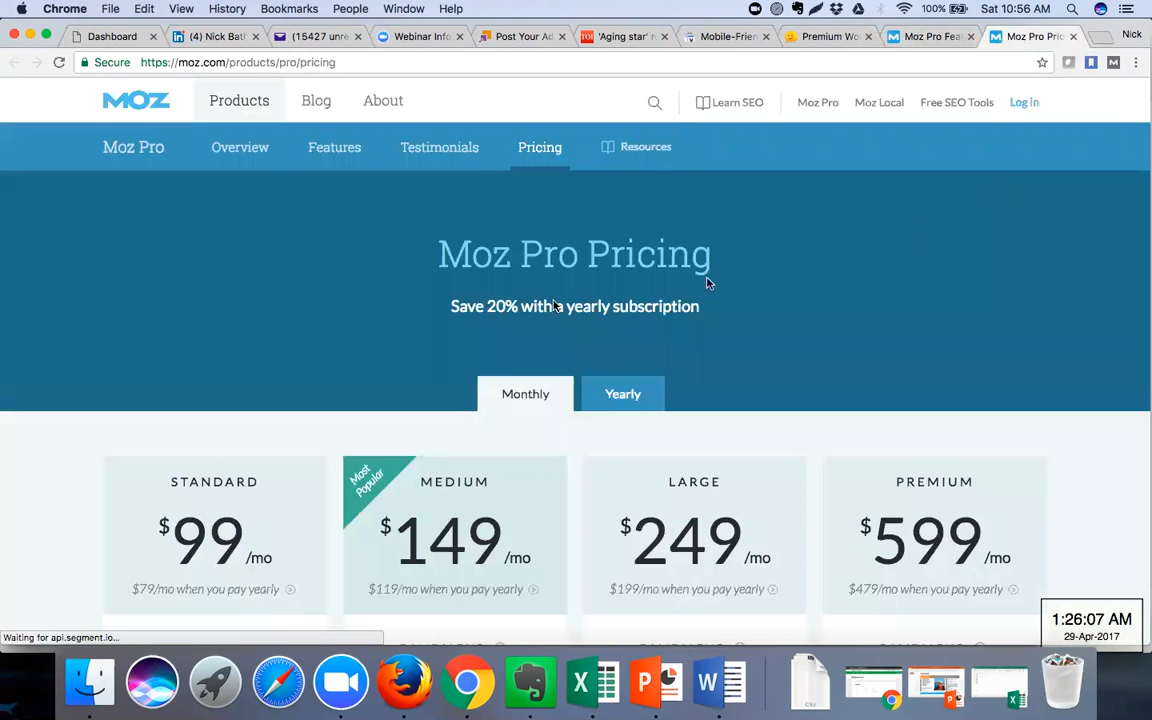 Chrome File Edit View History Bookmarks People Window Help 100% Sat 10:56 AM
Dashboard × (4) Nick Bat × (15427 unre × Webinar Info × Post Your Ad × 'Aging star' ru × Mobile-Frien × Premium Wo × Moz Pro Fea × Moz Pro Pric × Nick
Secure https://moz.com/products/pro/pricing
MOZ Products Blog About Learn SEO Moz Pro Moz Local Free SEO Tools Log in
Moz Pro Overview Features Testimonials Pricing Resources
Moz Pro Pricing
Save 20% with a yearly subscription
Monthly Yearly
Most Popular
STANDARD MEDIUM LARGE PREMIUM
$99/mo $149/mo $249/mo $599/mo
$79/mo when you pay yearly $119/mo when you pay yearly $199/mo when you pay yearly $479/mo when you pay yearly
Waiting for api.segment.io...
1:26:07 AM
29-Apr-2017